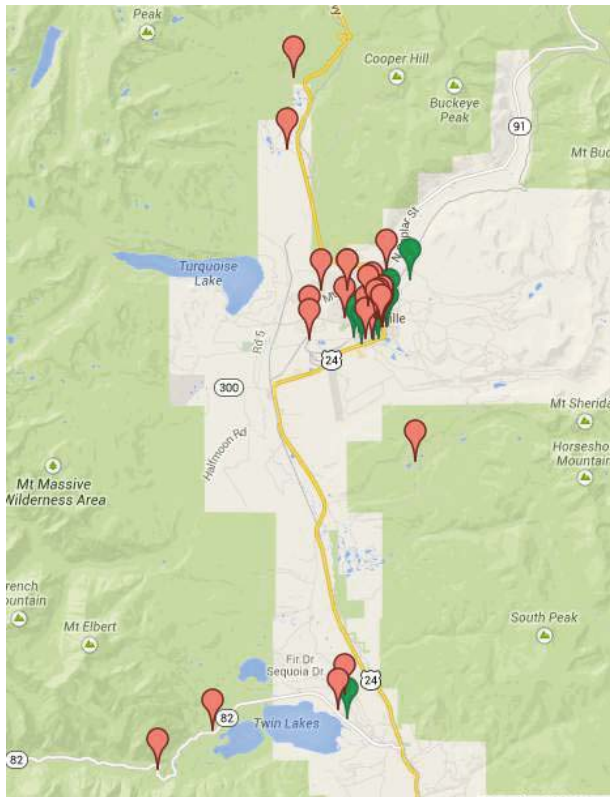 Peak
Cooper Hill
Buckeye
Peak
91
Mt Buc
N Poplar St
Turquoise
Lake
Rd 5
ille
24
300
Mt Sherida
Halfmoon Rd
Horsesho
Mountain
Mt Massive
Wilderness Area
rench
ountain
South Peak
Mt Elbert
Fir Dr
Sequoia Dr
24
82
Twin Lakes
82